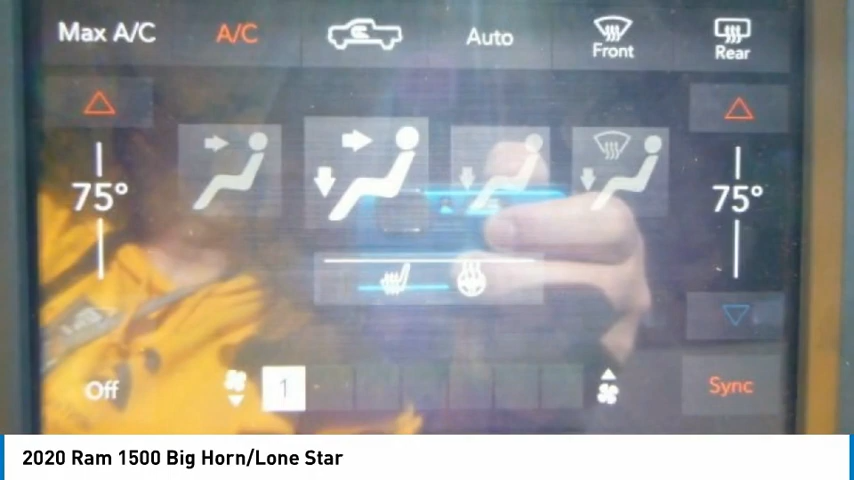 Max A/C A/C Auto Front Rear
75° 75°
Off 1 Sync
2020 Ram 1500 Big Horn/Lone Star